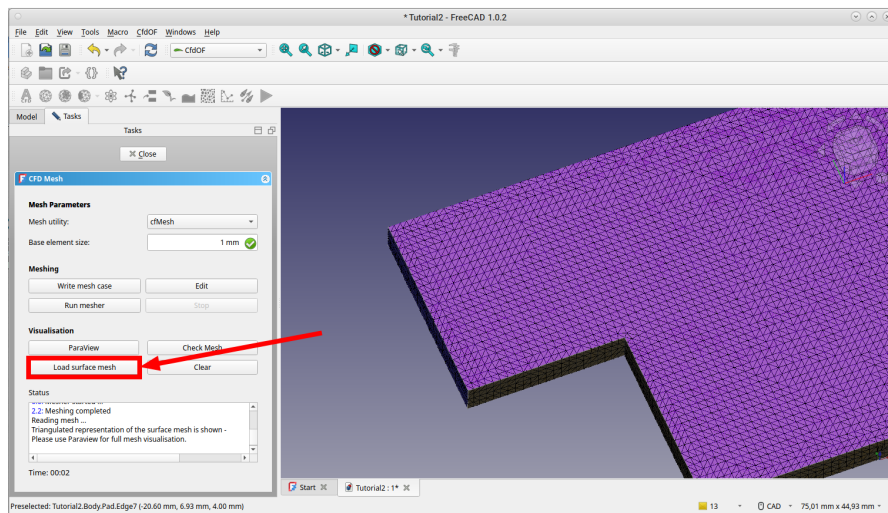 * Tutorial2 - FreeCAD 1.0.2
File Edit View Tools Macro CfdOF Windows Help
CfdOF
Model Tasks
Tasks
Close
CFD Mesh
Mesh Parameters
Mesh utility: cfMesh
Base element size: 1 mm
Meshing
Write mesh case Edit
Run mesher Stop
Visualisation
ParaView Check Mesh
Load surface mesh Clear
Status
2.2: Meshing completed
Reading mesh ...
Triangulated representation of the surface mesh is shown -
Please use Paraview for full mesh visualisation.
Time: 00:02
Start Tutorial2 : 1*
Preselected: Tutorial2.Body.Pad.Edge7 (-20.60 mm, 6.93 mm, 4.00 mm) 13 CAD 75,01 mm x 44,93 mm